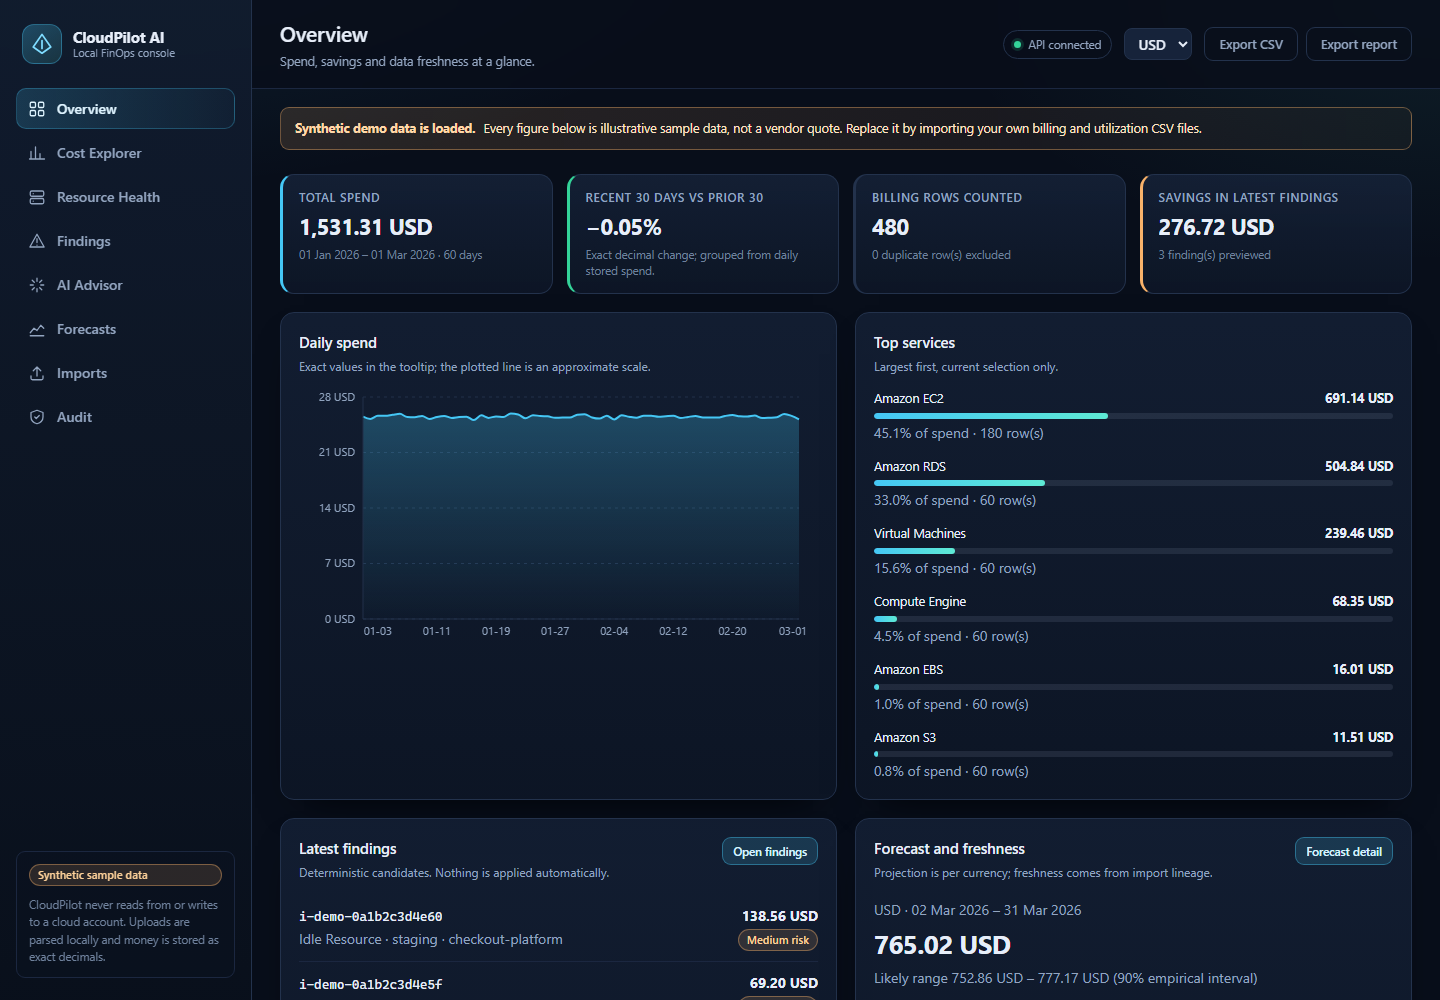 CloudPilot AI
Local FinOps console
Overview
Cost Explorer
Resource Health
Findings
AI Advisor
Forecasts
Imports
Audit
Synthetic sample data
CloudPilot never reads from or writes
to a cloud account. Uploads are
parsed locally and money is stored as
exact decimals.
Overview
Spend, savings and data freshness at a glance.
API connected
USD
Export CSV
Export report
Synthetic demo data is loaded. Every figure below is illustrative sample data, not a vendor quote. Replace it by importing your own billing and utilization CSV files.
TOTAL SPEND
1,531.31 USD
01 Jan 2026 – 01 Mar 2026 · 60 days
RECENT 30 DAYS VS PRIOR 30
−0.05%
Exact decimal change; grouped from daily
stored spend.
BILLING ROWS COUNTED
480
0 duplicate row(s) excluded
SAVINGS IN LATEST FINDINGS
276.72 USD
3 finding(s) previewed
Daily spend
Exact values in the tooltip; the plotted line is an approximate scale.
28 USD
21 USD
14 USD
7 USD
0 USD
01-03 01-11 01-19 01-27 02-04 02-12 02-20 03-01
Top services
Largest first, current selection only.
Amazon EC2 691.14 USD
45.1% of spend · 180 row(s)
Amazon RDS 504.84 USD
33.0% of spend · 60 row(s)
Virtual Machines 239.46 USD
15.6% of spend · 60 row(s)
Compute Engine 68.35 USD
4.5% of spend · 60 row(s)
Amazon EBS 16.01 USD
1.0% of spend · 60 row(s)
Amazon S3 11.51 USD
0.8% of spend · 60 row(s)
Latest findings
Open findings
Deterministic candidates. Nothing is applied automatically.
i-demo-0a1b2c3d4e60 138.56 USD
Idle Resource · staging · checkout-platform Medium risk
i-demo-0a1b2c3d4e5f 69.20 USD
Forecast and freshness
Forecast detail
Projection is per currency; freshness comes from import lineage.
USD · 02 Mar 2026 – 31 Mar 2026
765.02 USD
Likely range 752.86 USD – 777.17 USD (90% empirical interval)